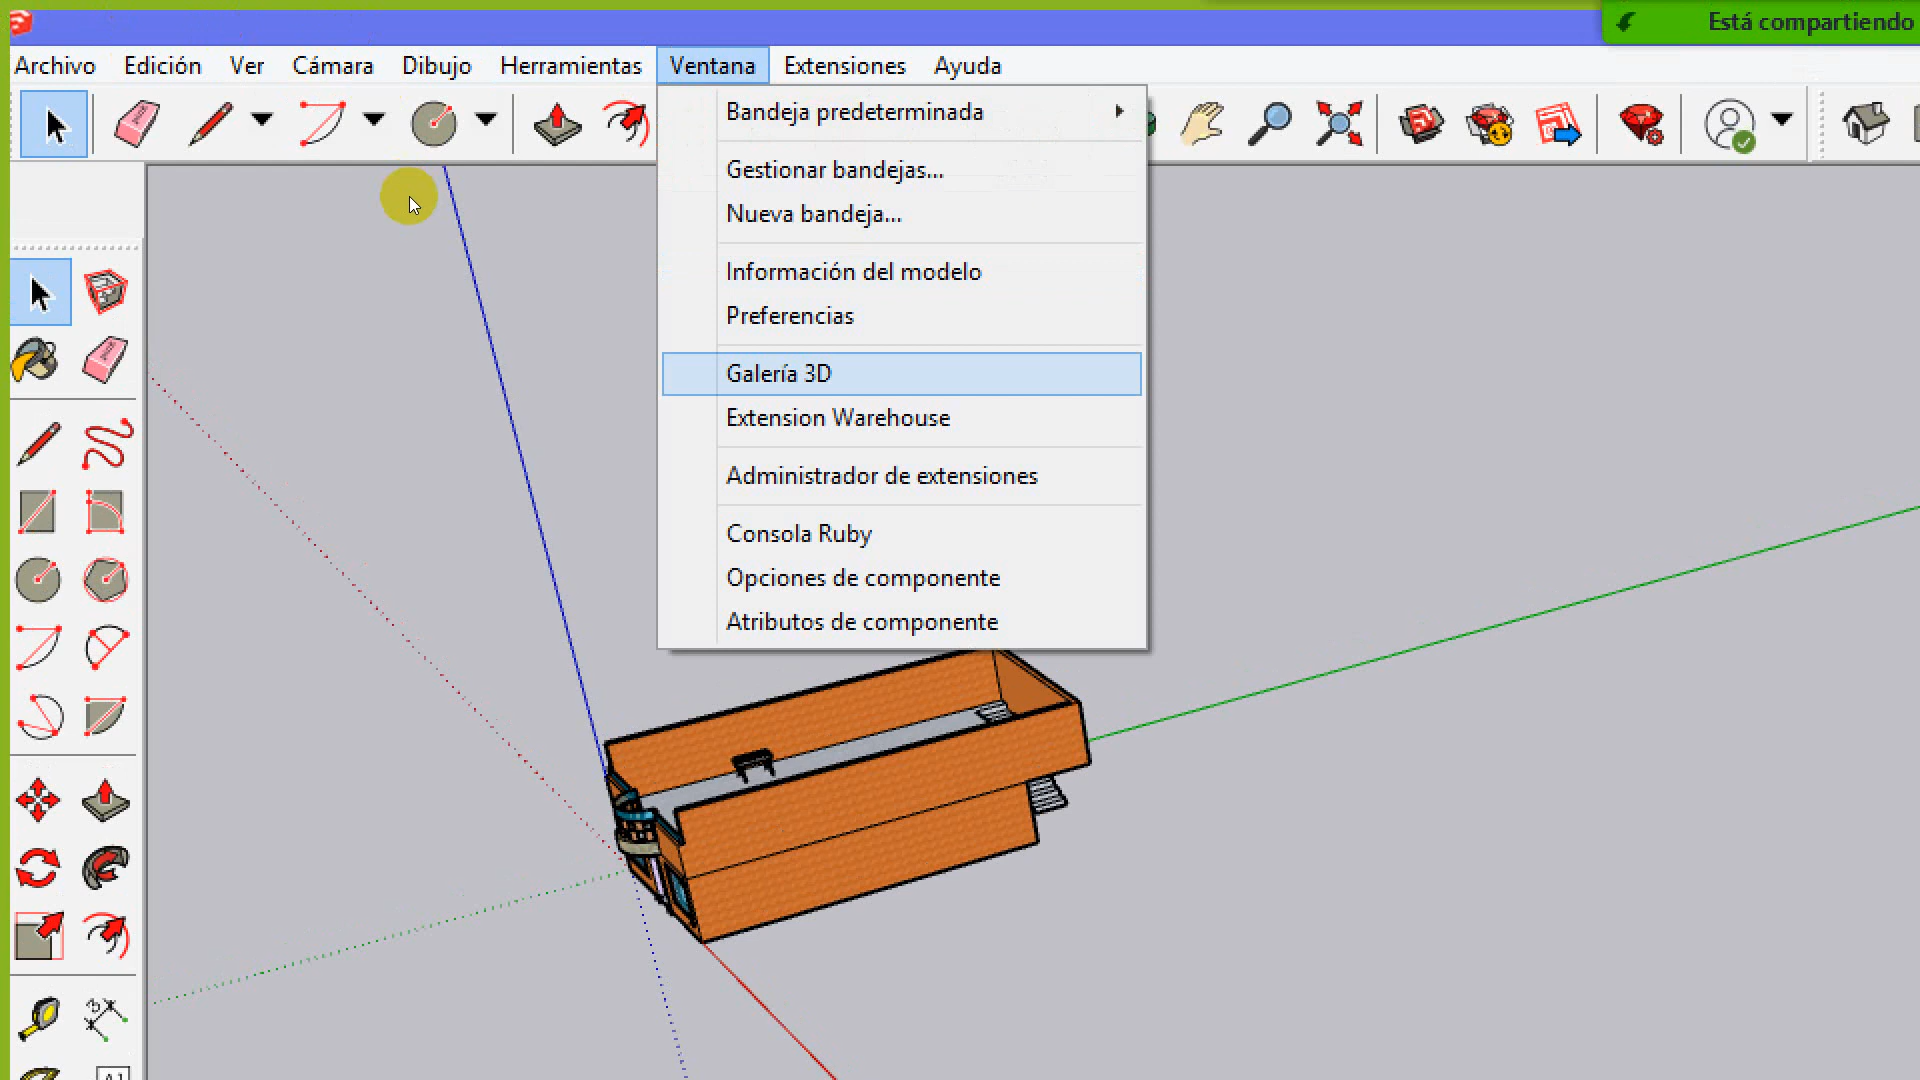 Está compartiendo
Archivo Edición Ver Cámara Dibujo Herramientas Ventana Extensiones Ayuda
Bandeja predeterminada
Gestionar bandejas...
Nueva bandeja...
Información del modelo
Preferencias
Galería 3D
Extension Warehouse
Administrador de extensiones
Consola Ruby
Opciones de componente
Atributos de componente